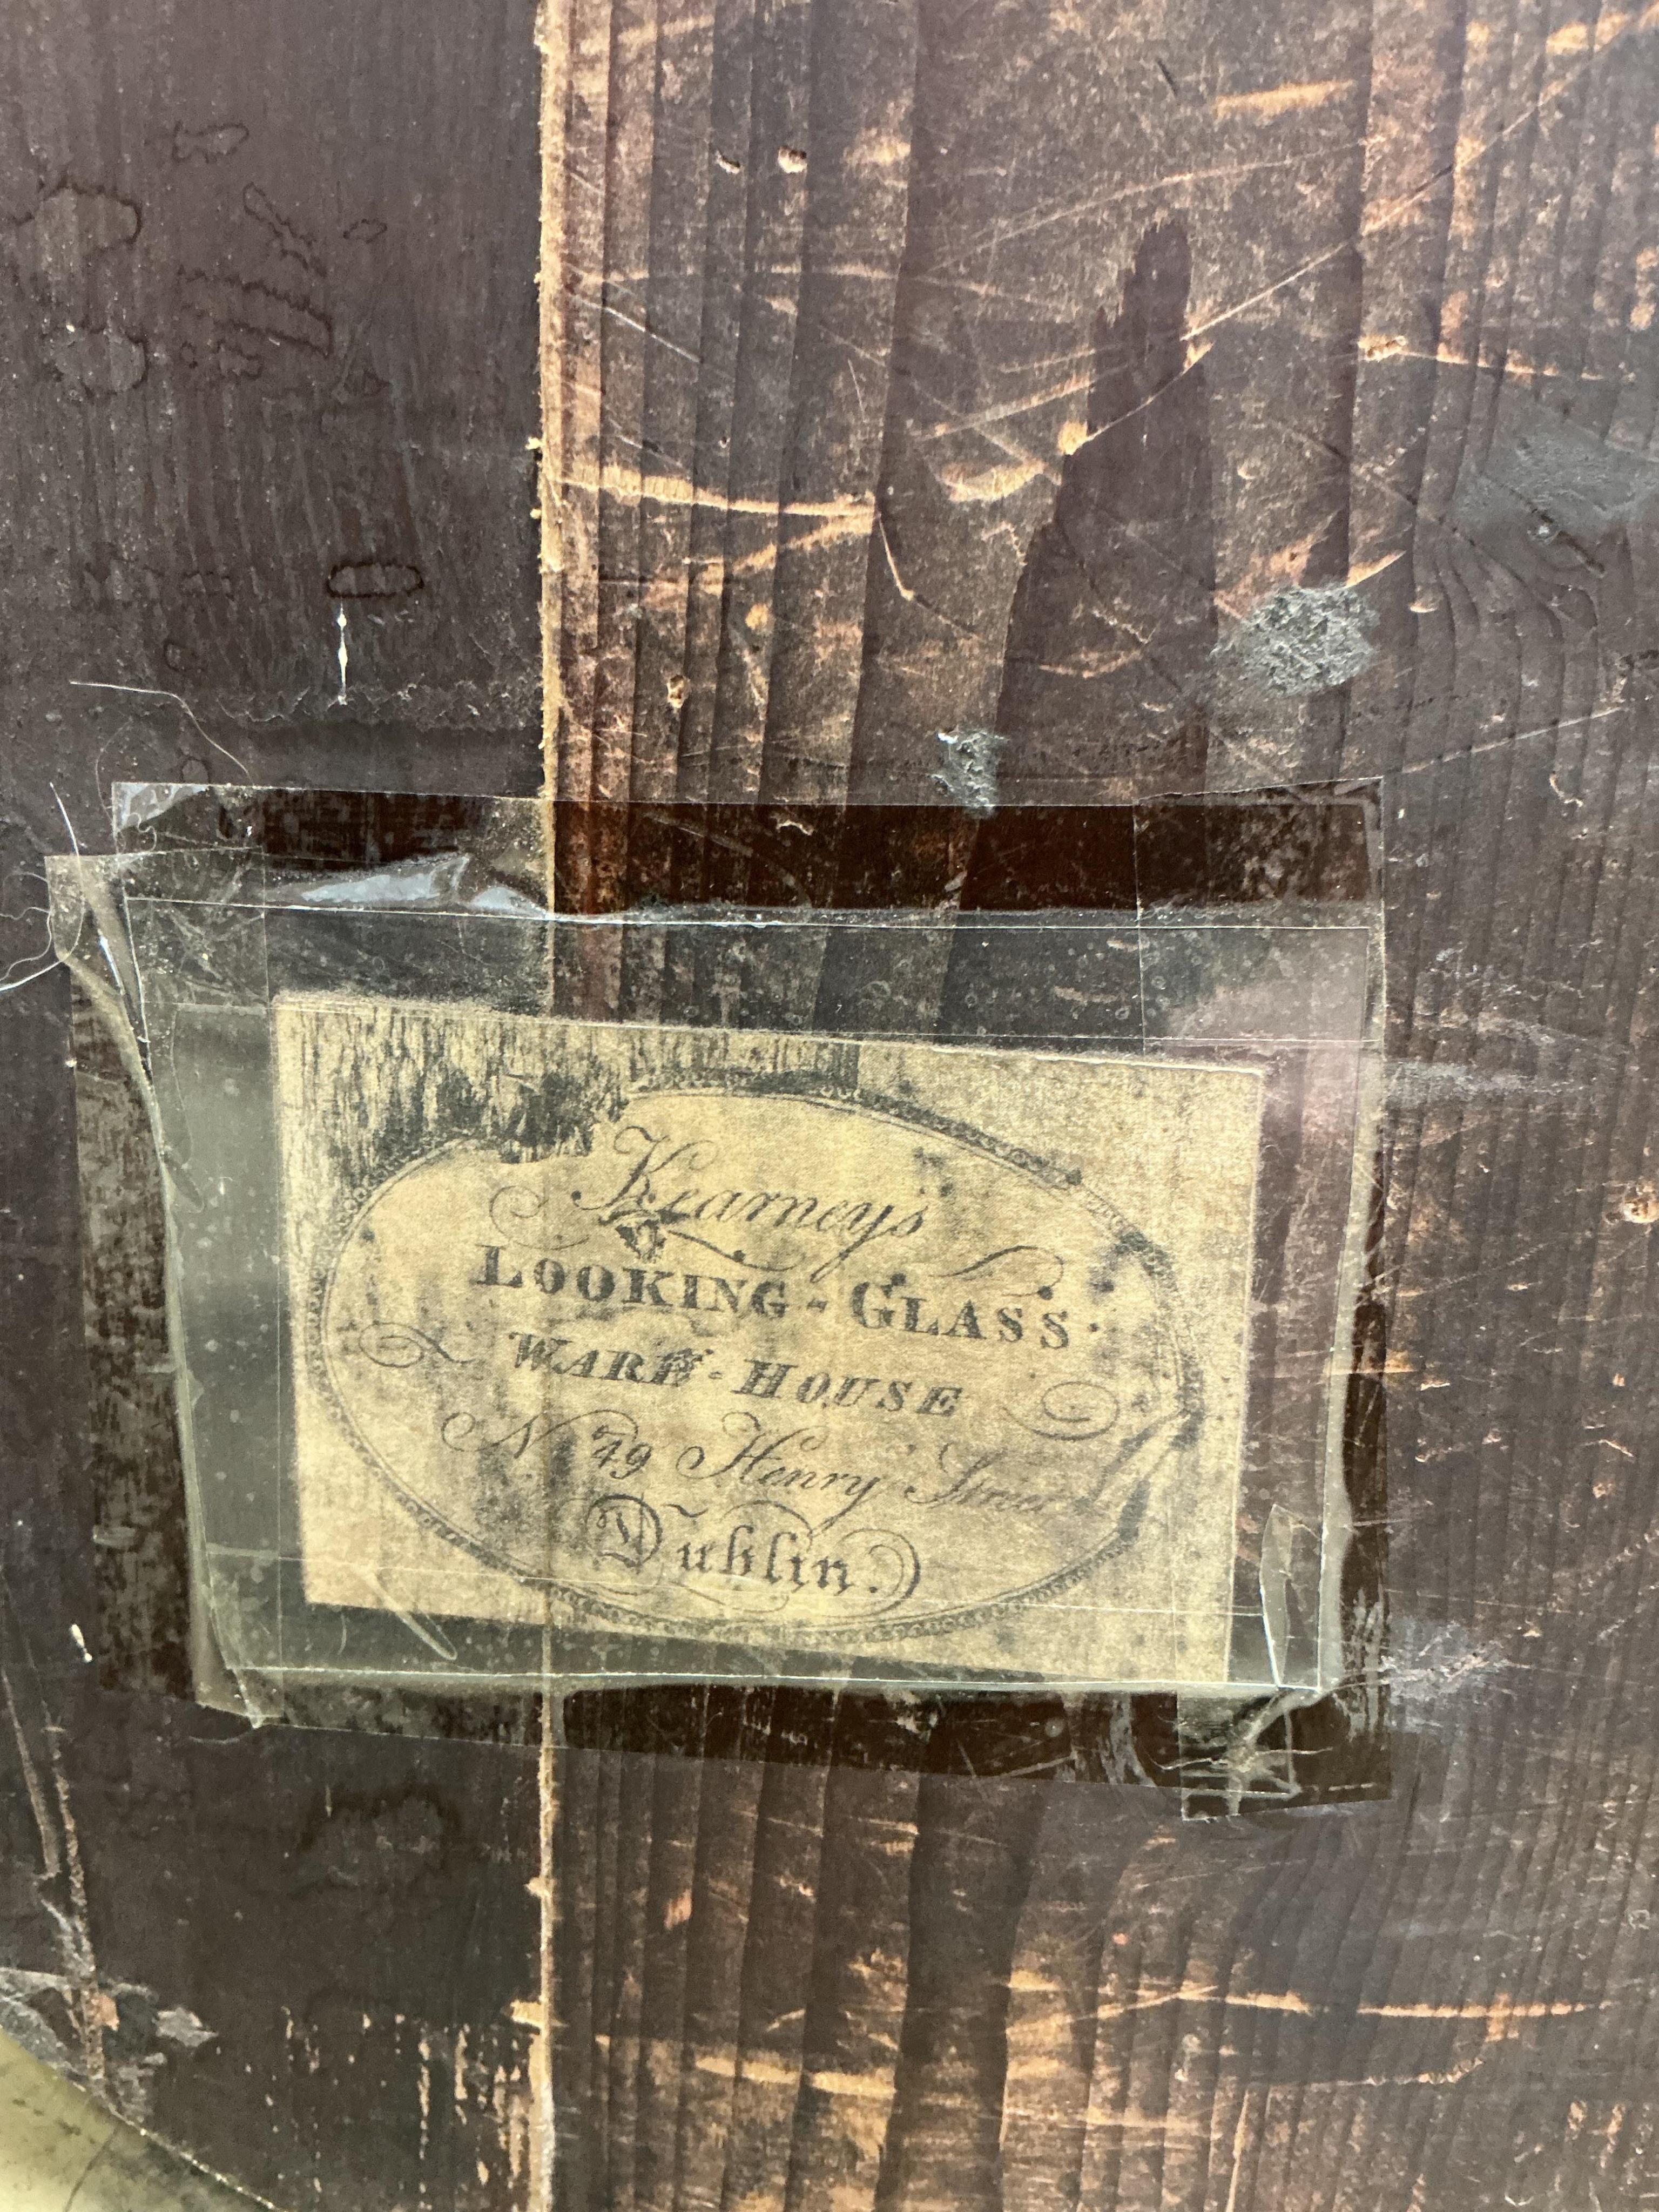 Kearney's
LOOKING-GLASS
WARE-HOUSE
No 49 Henry Street
Dublin.